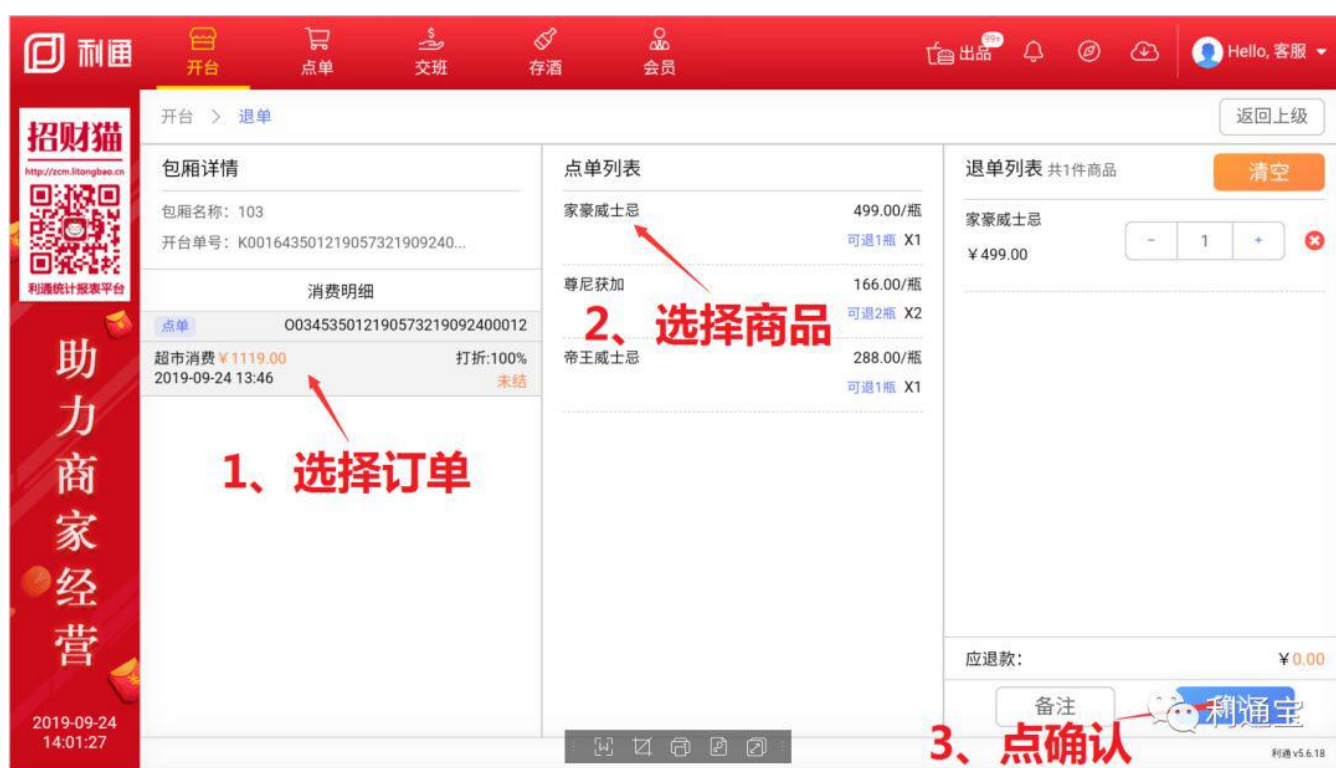 利通
开台
点单
交班
存酒
会员
出品
99+
Hello, 客服
招财猫
http://zcm.litongbao.cn
利通统计报表平台
助力商家经营
2019-09-24
14:01:27
开台 > 退单
返回上级
包厢详情
包厢名称：103
开台单号：K0016435012190573219092​40...
消费明细
点单 O0345350121905732190924​00012
超市消费￥1119.00 打折:100%
2019-09-24 13:46 未结
1、选择订单
点单列表
家豪威士忌 499.00/瓶
可退1瓶 X1
尊尼获加 166.00/瓶
可退2瓶 X2
帝王威士忌 288.00/瓶
可退1瓶 X1
2、选择商品
退单列表 共1件商品
清空
家豪威士忌
￥499.00
- 1 +
应退款： ￥0.00
备注
利通宝
3、点确认
利通 v5.6.18